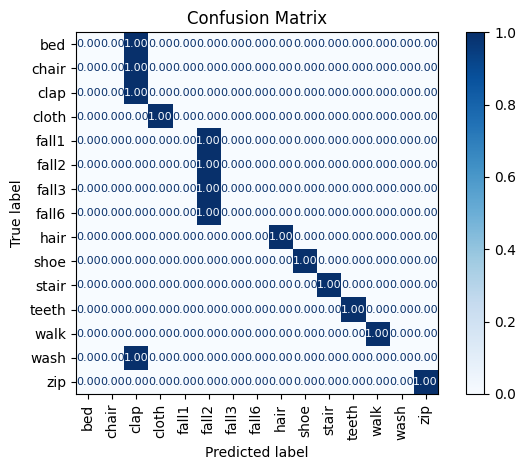 Confusion Matrix
True label
bed 0.00 0.00 1.00 0.00 0.00 0.00 0.00 0.00 0.00 0.00 0.00 0.00 0.00 0.00 0.00
chair 0.00 0.00 1.00 0.00 0.00 0.00 0.00 0.00 0.00 0.00 0.00 0.00 0.00 0.00 0.00
clap 0.00 0.00 1.00 0.00 0.00 0.00 0.00 0.00 0.00 0.00 0.00 0.00 0.00 0.00 0.00
cloth 0.00 0.00 0.00 1.00 0.00 0.00 0.00 0.00 0.00 0.00 0.00 0.00 0.00 0.00 0.00
fall1 0.00 0.00 0.00 0.00 0.00 1.00 0.00 0.00 0.00 0.00 0.00 0.00 0.00 0.00 0.00
fall2 0.00 0.00 0.00 0.00 0.00 1.00 0.00 0.00 0.00 0.00 0.00 0.00 0.00 0.00 0.00
fall3 0.00 0.00 0.00 0.00 0.00 1.00 0.00 0.00 0.00 0.00 0.00 0.00 0.00 0.00 0.00
fall6 0.00 0.00 0.00 0.00 0.00 1.00 0.00 0.00 0.00 0.00 0.00 0.00 0.00 0.00 0.00
hair 0.00 0.00 0.00 0.00 0.00 0.00 0.00 0.00 1.00 0.00 0.00 0.00 0.00 0.00 0.00
shoe 0.00 0.00 0.00 0.00 0.00 0.00 0.00 0.00 0.00 1.00 0.00 0.00 0.00 0.00 0.00
stair 0.00 0.00 0.00 0.00 0.00 0.00 0.00 0.00 0.00 0.00 1.00 0.00 0.00 0.00 0.00
teeth 0.00 0.00 0.00 0.00 0.00 0.00 0.00 0.00 0.00 0.00 0.00 1.00 0.00 0.00 0.00
walk 0.00 0.00 0.00 0.00 0.00 0.00 0.00 0.00 0.00 0.00 0.00 0.00 1.00 0.00 0.00
wash 0.00 0.00 1.00 0.00 0.00 0.00 0.00 0.00 0.00 0.00 0.00 0.00 0.00 0.00 0.00
zip 0.00 0.00 0.00 0.00 0.00 0.00 0.00 0.00 0.00 0.00 0.00 0.00 0.00 0.00 1.00
bed chair clap cloth fall1 fall2 fall3 fall6 hair shoe stair teeth walk wash zip
Predicted label
1.0
0.8
0.6
0.4
0.2
0.0